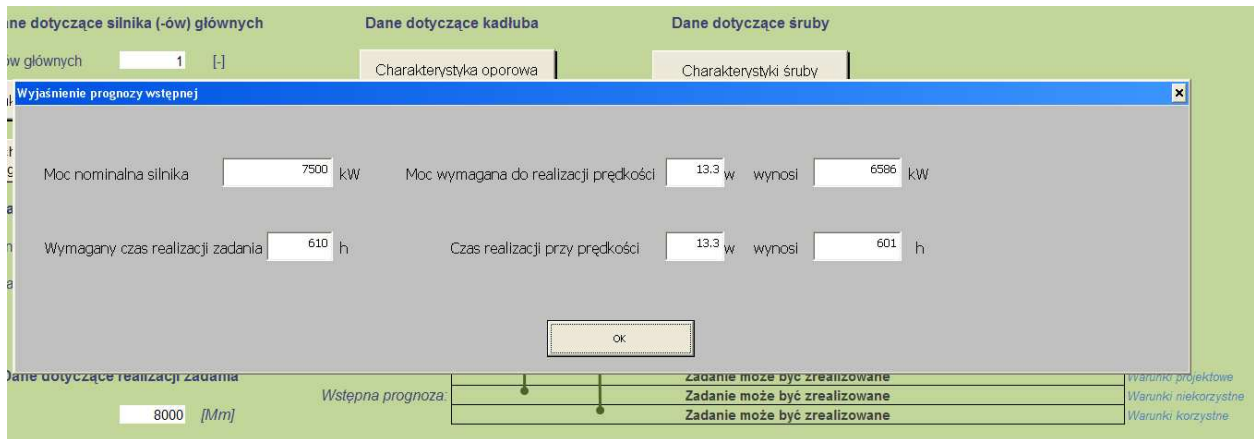 ane dotyczące silnika (-ów) głównych Dane dotyczące kadłuba Dane dotyczące śruby
ów głównych 1 [-] Charakterystyka oporowa Charakterystyki śruby
Wyjaśnienie prognozy wstępnej
Moc nominalna silnika 7500 kW Moc wymagana do realizacji prędkości 13.3 w wynosi 6586 kW
Wymagany czas realizacji zadania 610 h Czas realizacji przy prędkości 13.3 w wynosi 601 h
OK
Dane dotyczące realizacji zadania Zadanie może być zrealizowane Warunki projektowe
Wstępna prognoza: Zadanie może być zrealizowane Warunki niekorzystne
8000 [Mm] Zadanie może być zrealizowane Warunki korzystne